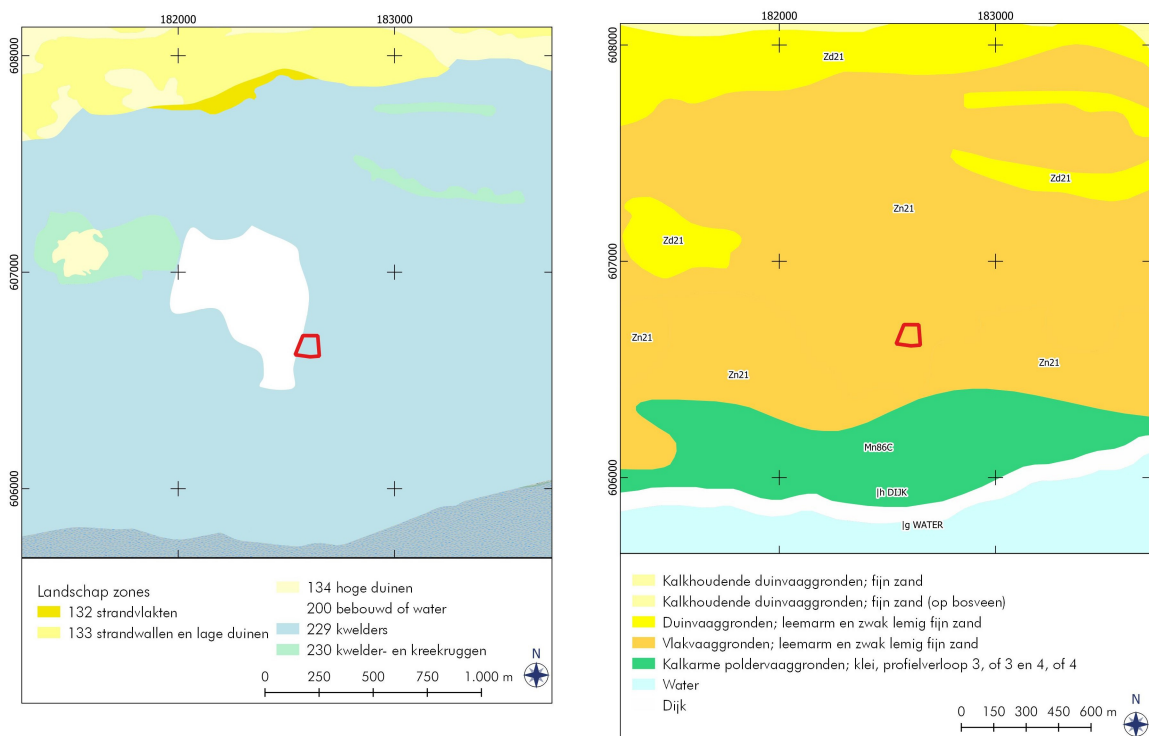 182000
183000
608000
607000
606000
Landschap zones
132 strandvlakten
133 strandwallen en lage duinen
134 hoge duinen
200 bebouwd of water
229 kwelders
230 kwelder- en kreekruggen
0 250 500 750 1.000 m
N
182000
183000
608000
607000
606000
Zd21
Zd21
Zn21
Zd21
Zn21
Zn21
Zn21
Mn86C
|h DIJK
|g WATER
Kalkhoudende duinvaaggronden; fijn zand
Kalkhoudende duinvaaggronden; fijn zand (op bosveen)
Duinvaaggronden; leemarm en zwak lemig fijn zand
Vlakvaaggronden; leemarm en zwak lemig fijn zand
Kalkarme poldervaaggronden; klei, profielverloop 3, of 3 en 4, of 4
Water
Dijk
0 150 300 450 600 m
N